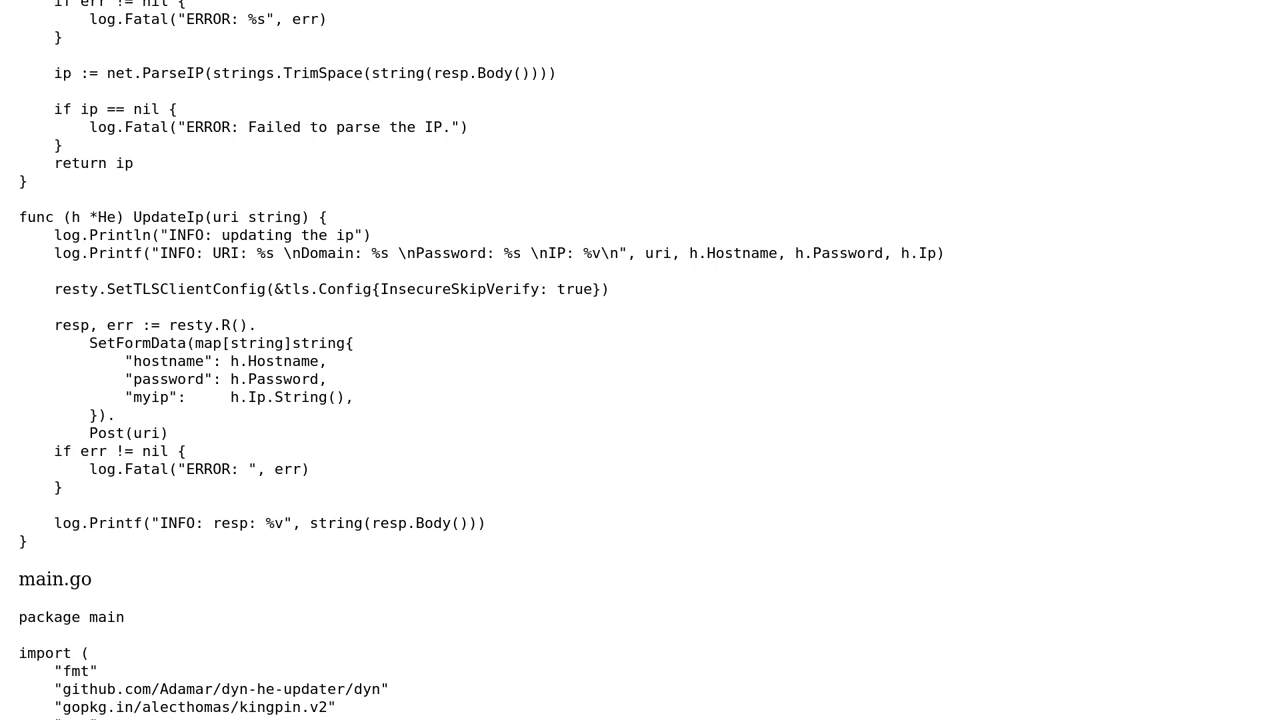 if err != nil {
        log.Fatal("ERROR: %s", err)
    }

    ip := net.ParseIP(strings.TrimSpace(string(resp.Body())))

    if ip == nil {
        log.Fatal("ERROR: Failed to parse the IP.")
    }
    return ip
}

func (h *He) UpdateIp(uri string) {
    log.Println("INFO: updating the ip")
    log.Printf("INFO: URI: %s \nDomain: %s \nPassword: %s \nIP: %v\n", uri, h.Hostname, h.Password, h.Ip)

    resty.SetTLSClientConfig(&tls.Config{InsecureSkipVerify: true})

    resp, err := resty.R().
        SetFormData(map[string]string{
            "hostname": h.Hostname,
            "password": h.Password,
            "myip":     h.Ip.String(),
        }).
        Post(uri)
    if err != nil {
        log.Fatal("ERROR: ", err)
    }

    log.Printf("INFO: resp: %v", string(resp.Body()))
}

main.go

package main

import (
    "fmt"
    "github.com/Adamar/dyn-he-updater/dyn"
    "gopkg.in/alecthomas/kingpin.v2"